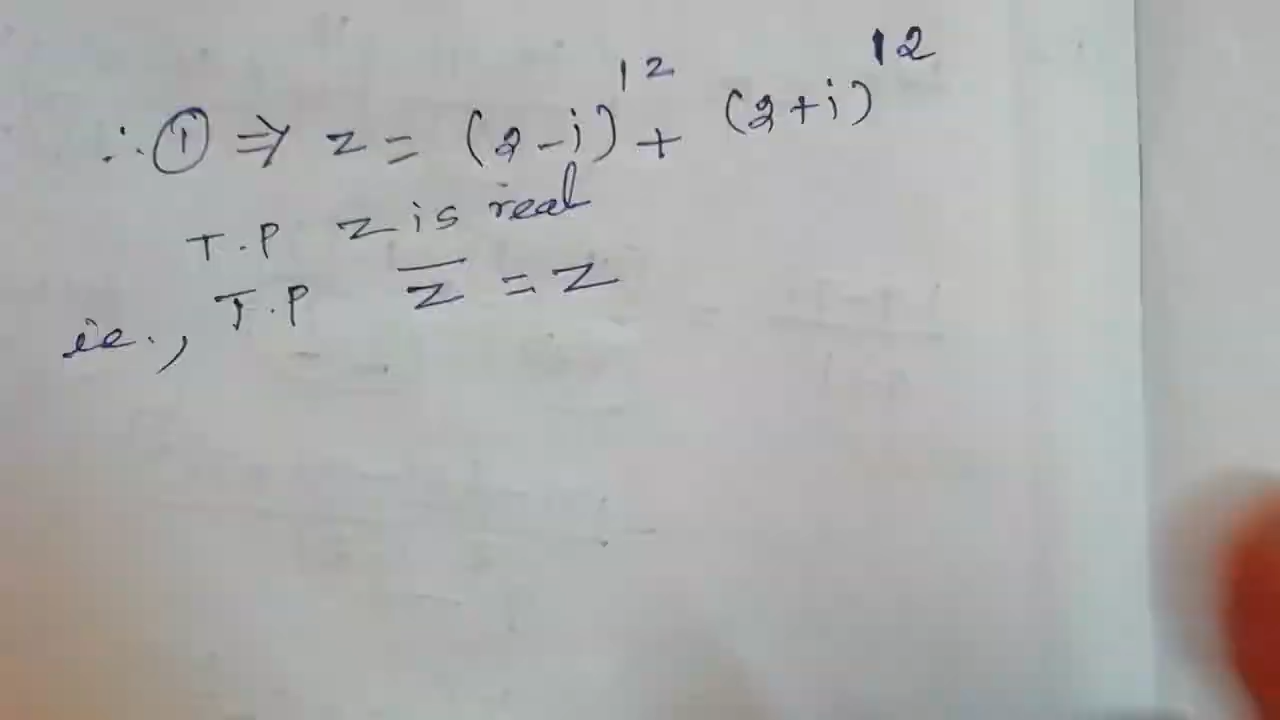 ∴ ① ⇒ z = (2-i)¹² + (2+i)¹²
T.P z is real
ie., T.P z̅ = z